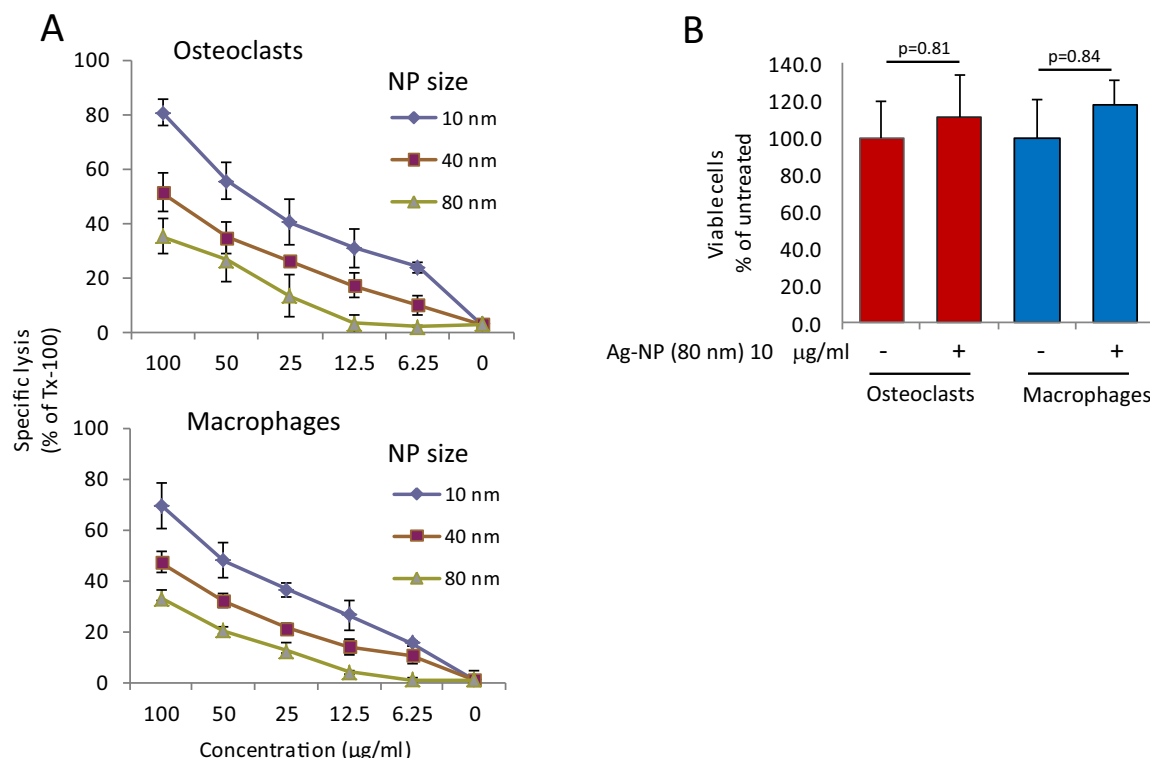 A
Osteoclasts
NP size
10 nm
40 nm
80 nm
100
80
60
40
20
0
100 50 25 12.5 6.25 0
Specific lysis
(% of Tx-100)
Macrophages
NP size
10 nm
40 nm
80 nm
100
80
60
40
20
0
100 50 25 12.5 6.25 0
Concentration (µg/ml)
B
p=0.81
p=0.84
140.0
120.0
100.0
80.0
60.0
40.0
20.0
0.0
Viable cells
% of untreated
Ag-NP (80 nm) 10 µg/ml - + - +
Osteoclasts Macrophages